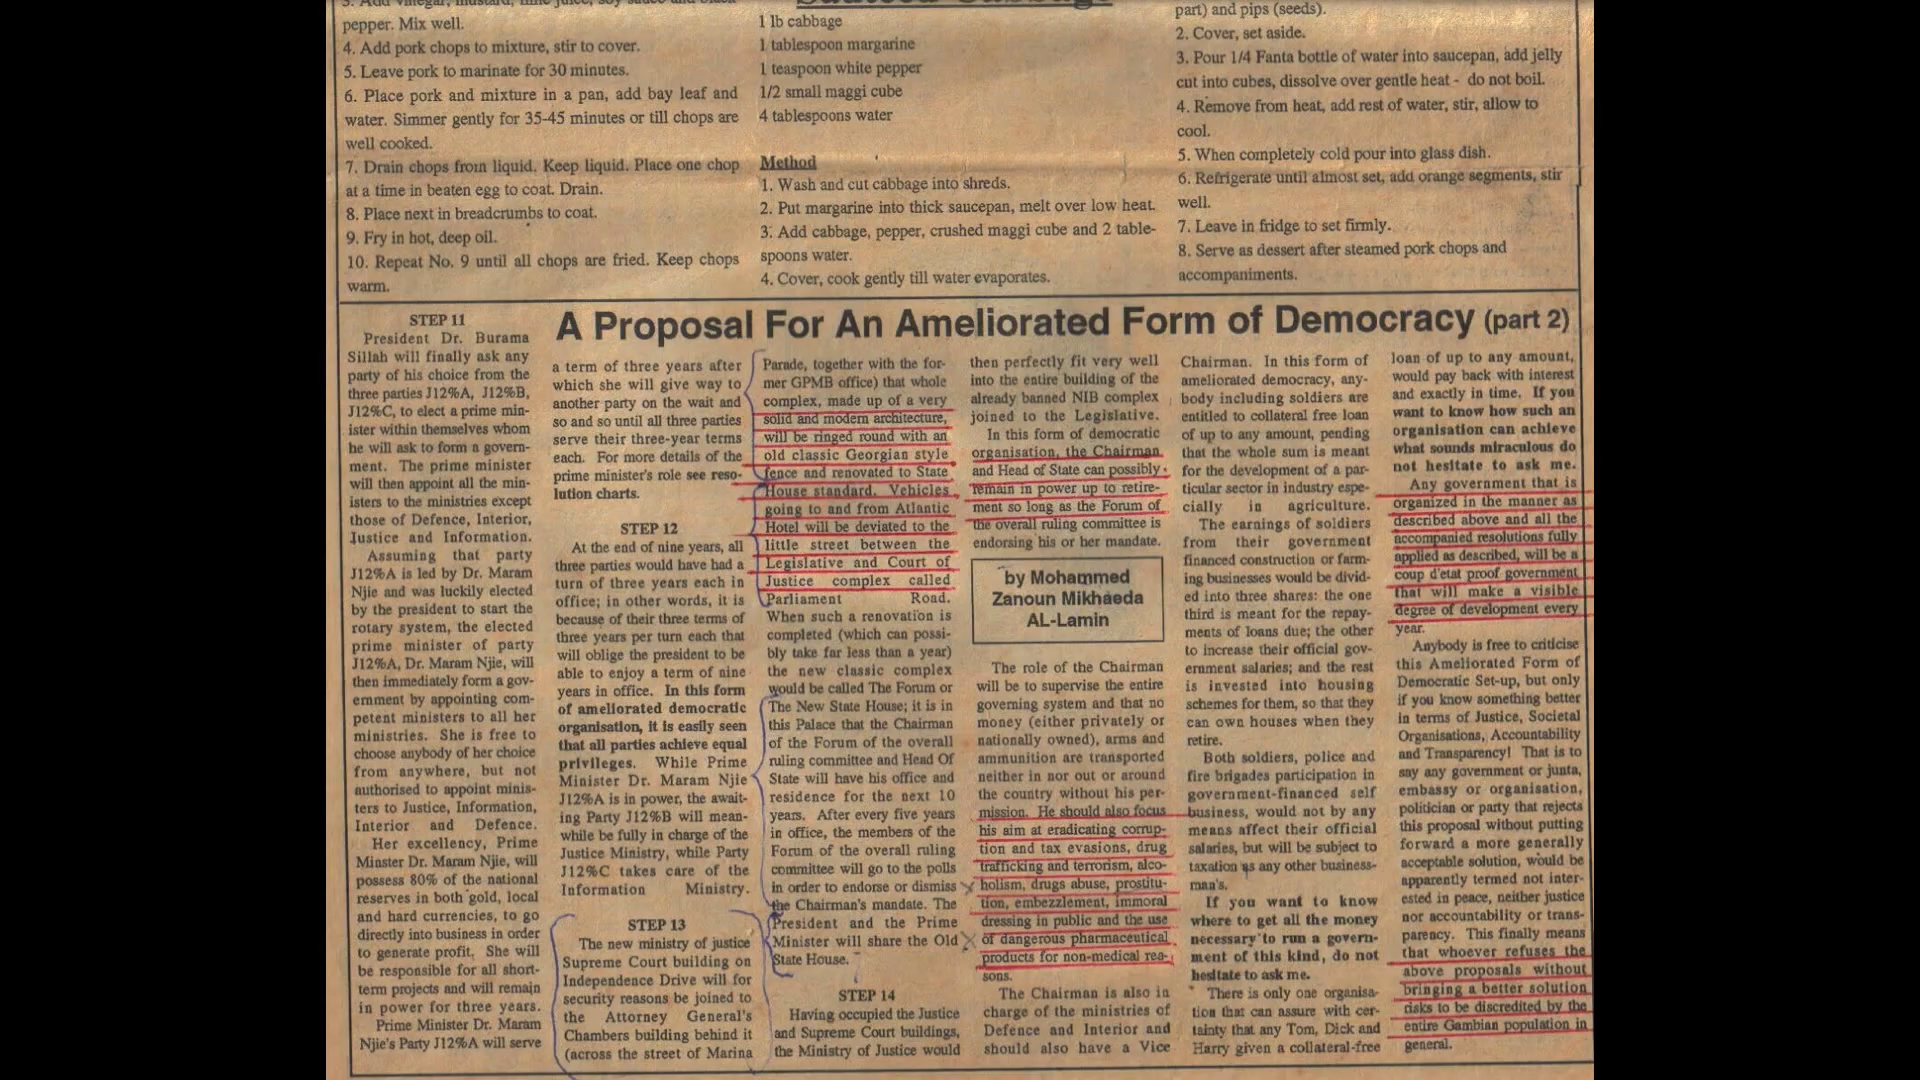 pepper. Mix well.
4. Add pork chops to mixture, stir to cover.
5. Leave pork to marinate for 30 minutes.
6. Place pork and mixture in a pan, add bay leaf and
water. Simmer gently for 35-45 minutes or till chops are
well cooked.
7. Drain chops from liquid. Keep liquid. Place one chop
at a time in beaten egg to coat. Drain.
8. Place next in breadcrumbs to coat.
9. Fry in hot, deep oil.
10. Repeat No. 9 until all chops are fried. Keep chops
warm.
1 lb cabbage
1 tablespoon margarine
1 teaspoon white pepper
1/2 small maggi cube
4 tablespoons water
Method
1. Wash and cut cabbage into shreds.
2. Put margarine into thick saucepan, melt over low heat.
3. Add cabbage, pepper, crushed maggi cube and 2 table-
spoons water.
4. Cover, cook gently till water evaporates.
part) and pips (seeds).
2. Cover, set aside.
3. Pour 1/4 Fanta bottle of water into saucepan, add jelly
cut into cubes, dissolve over gentle heat - do not boil.
4. Remove from heat, add rest of water, stir, allow to
cool.
5. When completely cold pour into glass dish.
6. Refrigerate until almost set, add orange segments, stir
well.
7. Leave in fridge to set firmly.
8. Serve as dessert after steamed pork chops and
accompaniments.
A Proposal For An Ameliorated Form of Democracy (part 2)
STEP 11
President Dr. Burama
Sillah will finally ask any
party of his choice from the
three parties J12%A, J12%B,
J12%C, to elect a prime min-
ister within themselves whom
he will ask to form a govern-
ment. The prime minister
will then appoint all the min-
isters to the ministries except
those of Defence, Interior,
Justice and Information.
Assuming that party
J12%A is led by Dr. Maram
Njie and was luckily elected
by the president to start the
rotary system, the elected
prime minister of party
J12%A, Dr. Maram Njie, will
then immediately form a gov-
ernment by appointing com-
petent ministers to all her
ministries. She is free to
choose anybody of her choice
from anywhere, but not
authorised to appoint minis-
ters to Justice, Information,
Interior and Defence.
Her excellency, Prime
Minster Dr. Maram Njie, will
possess 80% of the national
reserves in both gold, local
and hard currencies, to go
directly into business in order
to generate profit. She will
be responsible for all short-
term projects and will remain
in power for three years.
Prime Minister Dr. Maram
Njie's Party J12%A will serve
a term of three years after
which she will give way to
another party on the wait and
so and so until all three parties
serve their three-year terms
each. For more details of the
prime minister's role see reso-
lution charts.
STEP 12
At the end of nine years, all
three parties would have had a
turn of three years each in
office; in other words, it is
because of their three terms of
three years per turn each that
will oblige the president to be
able to enjoy a term of nine
years in office. In this form
of ameliorated democratic
organisation, it is easily seen
that all parties achieve equal
privileges. While Prime
Minister Dr. Maram Njie
J12%A is in power, the await-
ing Party J12%B will mean-
while be fully in charge of the
Justice Ministry, while Party
J12%C takes care of the
Information Ministry.
STEP 13
The new ministry of justice
Supreme Court building on
Independence Drive will for
security reasons be joined to
the Attorney General's
Chambers building behind it
(across the street of Marina
Parade, together with the for-
mer GPMB office) that whole
complex, made up of a very
solid and modern architecture,
will be ringed round with an
old classic Georgian style
fence and renovated to State
House standard. Vehicles
going to and from Atlantic
Hotel will be deviated to the
little street between the
Legislative and Court of
Justice complex called
Parliament Road.
When such a renovation is
completed (which can possi-
bly take far less than a year)
the new classic complex
would be called The Forum or
The New State House; it is in
this Palace that the Chairman
of the Forum of the overall
ruling committee and Head Of
State will have his office and
residence for the next 10
years. After every five years
in office, the members of the
Forum of the overall ruling
committee will go to the polls
in order to endorse or dismiss
the Chairman's mandate. The
President and the Prime
Minister will share the Old
State House.
STEP 14
Having occupied the Justice
and Supreme Court buildings,
the Ministry of Justice would
then perfectly fit very well
into the entire building of the
already banned NIB complex
joined to the Legislative.
In this form of democratic
organisation, the Chairman
and Head of State can possibly
remain in power up to retire-
ment so long as the Forum of
the overall ruling committee is
endorsing his or her mandate.
by Mohammed
Zanoun Mikhaeda
AL-Lamin
The role of the Chairman
will be to supervise the entire
governing system and that no
money (either privately or
nationally owned), arms and
ammunition are transported
neither in nor out or around
the country without his per-
mission. He should also focus
his aim at eradicating corrup-
tion and tax evasions, drug
trafficking and terrorism, alco-
holism, drugs abuse, prostitu-
tion, embezzlement, immoral
dressing in public and the use
of dangerous pharmaceutical
products for non-medical rea-
sons.
The Chairman is also in
charge of the ministries of
Defence and Interior and
should also have a Vice
Chairman. In this form of
ameliorated democracy, any-
body including soldiers are
entitled to collateral free loan
of up to any amount, pending
that the whole sum is meant
for the development of a par-
ticular sector in industry espe-
cially in agriculture.
The earnings of soldiers
from their government
financed construction or farm-
ing businesses would be divid-
ed into three shares: the one
third is meant for the repay-
ments of loans due; the other
to increase their official gov-
ernment salaries; and the rest
is invested into housing
schemes for them, so that they
can own houses when they
retire.
Both soldiers, police and
fire brigades participation in
government-financed self
business, would not by any
means affect their official
salaries, but will be subject to
taxation as any other business-
man's.
If you want to know
where to get all the money
necessary to run a govern-
ment of this kind, do not
hesitate to ask me.
There is only one organisa-
tion that can assure with cer-
tainty that any Tom, Dick and
Harry given a collateral-free
loan of up to any amount,
would pay back with interest
and exactly in time. If you
want to know how such an
organisation can achieve
what sounds miraculous do
not hesitate to ask me.
Any government that is
organized in the manner as
described above and all the
accompanied resolutions fully
applied as described, will be a
coup d'etat proof government
that will make a visible
degree of development every
year.
Anybody is free to criticise
this Ameliorated Form of
Democratic Set-up, but only
if you know something better
in terms of Justice, Societal
Organisations, Accountability
and Transparency! That is to
say any government or junta,
embassy or organisation,
politician or party that rejects
this proposal without putting
forward a more generally
acceptable solution, would be
apparently termed not inter-
ested in peace, neither justice
nor accountability or trans-
parency. This finally means
that whoever refuses the
above proposals without
bringing a better solution
risks to be discredited by the
entire Gambian population in
general.